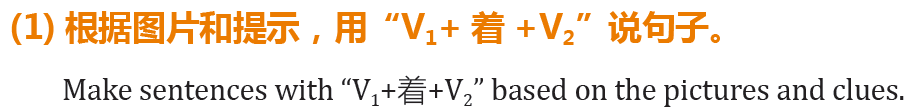 (1) 根据图片和提示，用“V₁+ 着 +V₂”说句子。
Make sentences with “V₁+着+V₂” based on the pictures and clues.